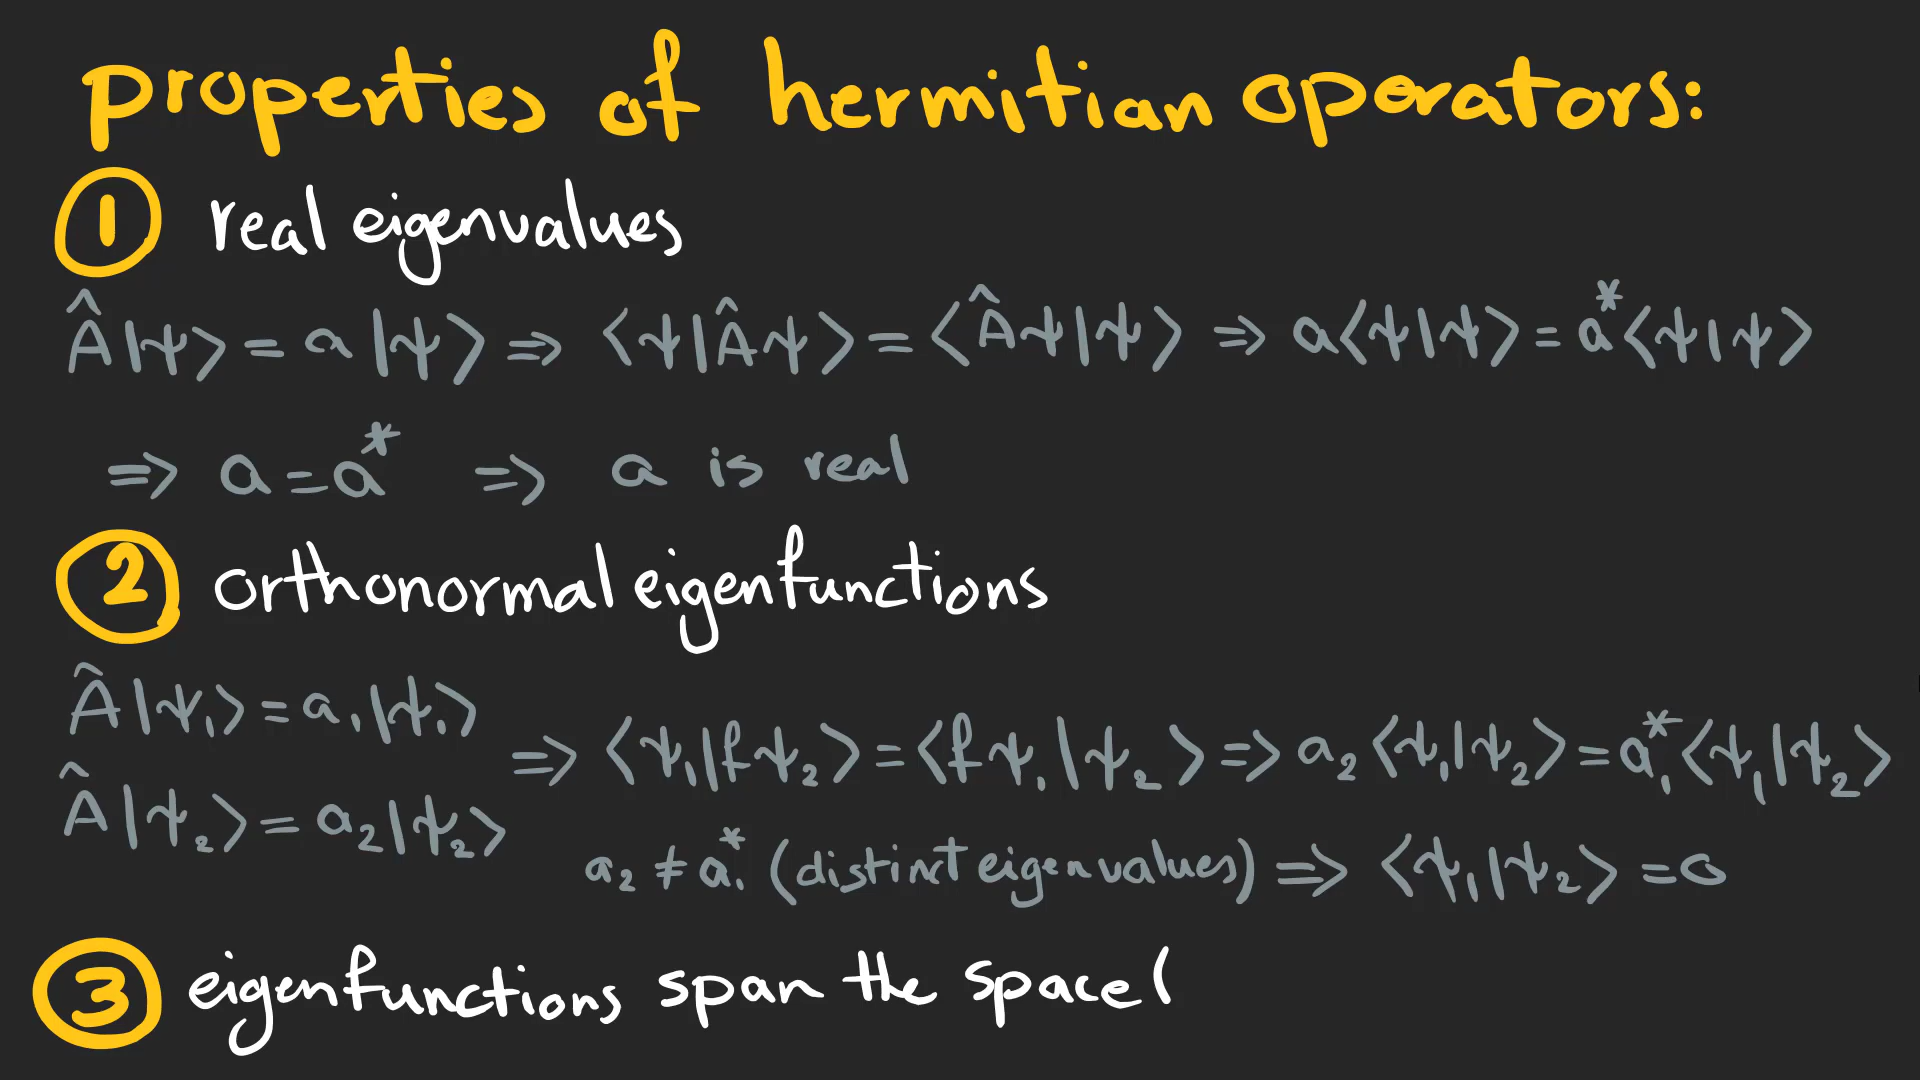 properties of hermitian operators:
1 real eigenvalues
Â|ψ⟩ = a|ψ⟩ ⇒ ⟨ψ|Âψ⟩ = ⟨Âψ|ψ⟩ ⇒ a⟨ψ|ψ⟩ = a*⟨ψ|ψ⟩
⇒ a = a* ⇒ a is real
2 orthonormal eigenfunctions
Â|ψ₁⟩ = a₁|ψ₁⟩
⇒ ⟨ψ₁|fψ₂⟩ = ⟨fψ₁|ψ₂⟩ ⇒ a₂⟨ψ₁|ψ₂⟩ = a₁*⟨ψ₁|ψ₂⟩
Â|ψ₂⟩ = a₂|ψ₂⟩
a₂ ≠ a₁* (distinct eigenvalues) ⇒ ⟨ψ₁|ψ₂⟩ = 0
3 eigenfunctions span the space (